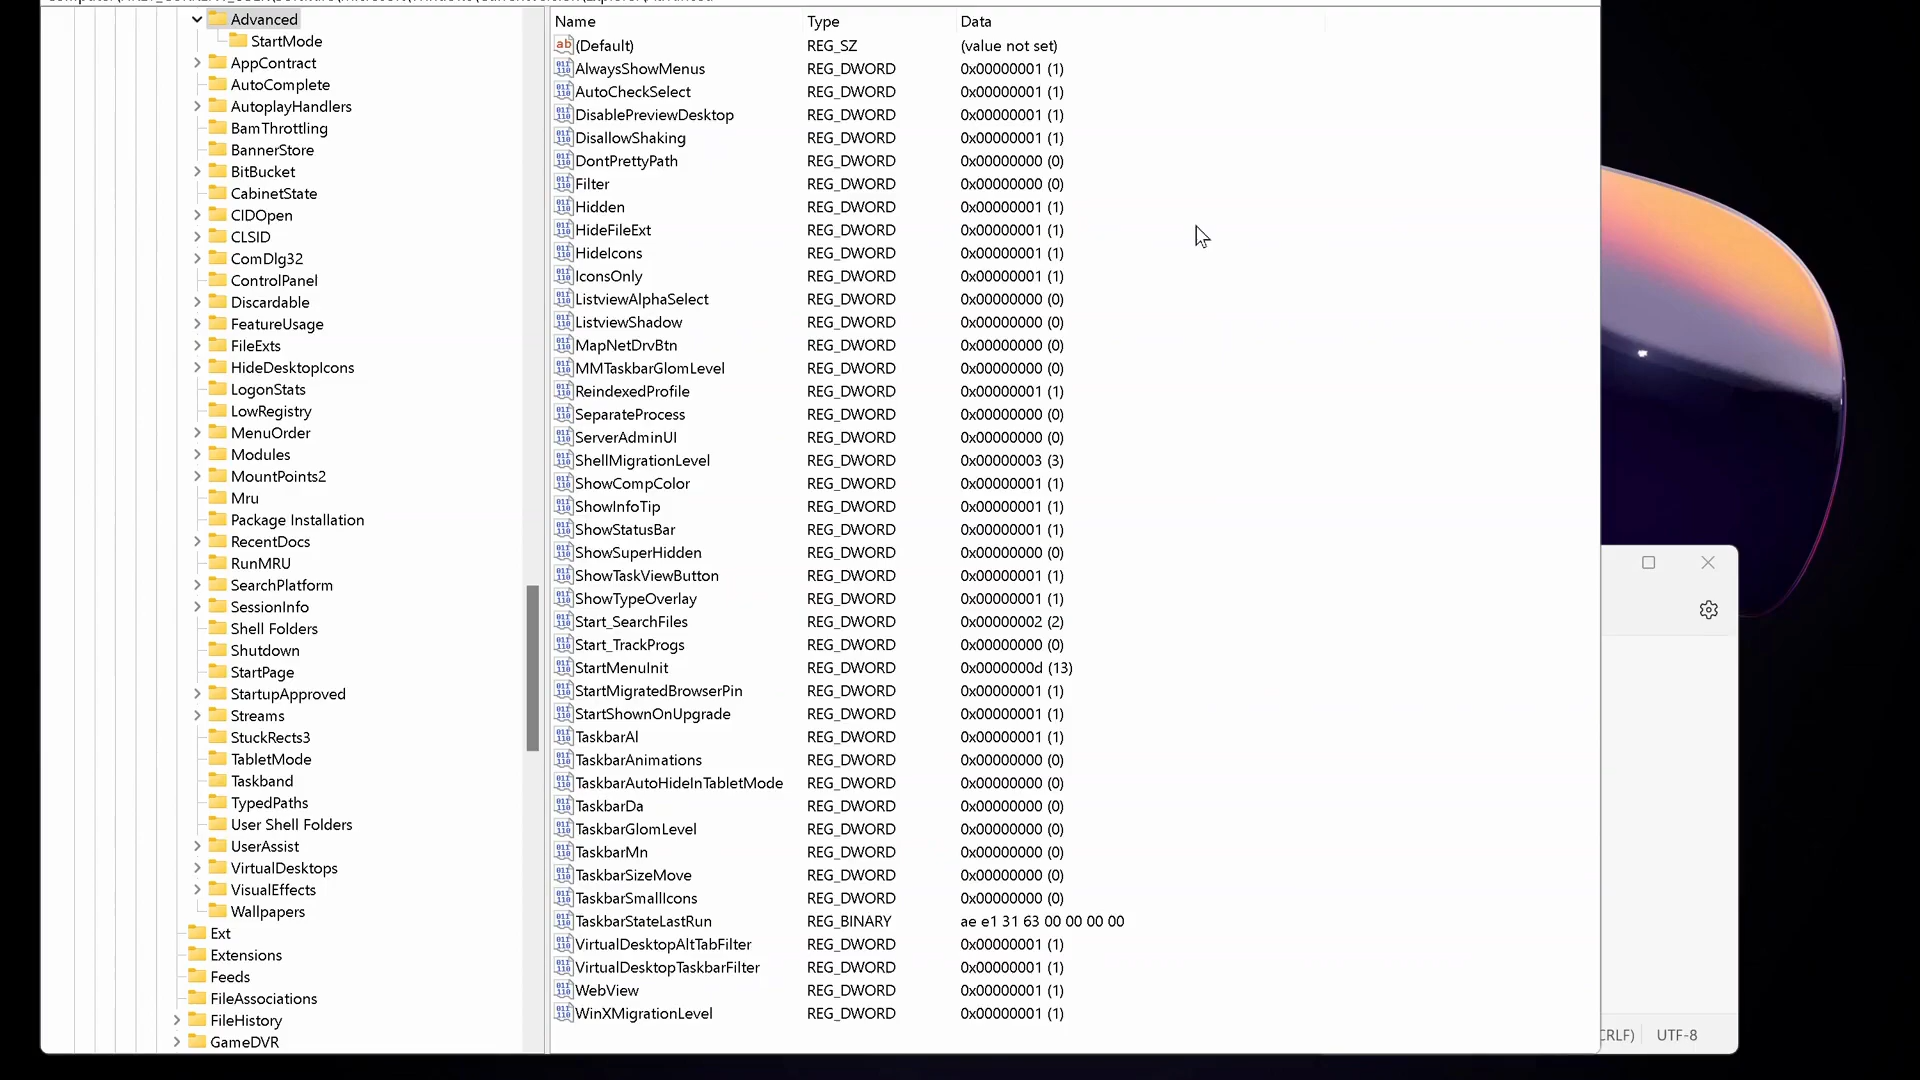 Advanced
StartMode
AppContract
AutoComplete
AutoplayHandlers
BamThrottling
BannerStore
BitBucket
CabinetState
CIDOpen
CLSID
ComDlg32
ControlPanel
Discardable
FeatureUsage
FileExts
HideDesktopIcons
LogonStats
LowRegistry
MenuOrder
Modules
MountPoints2
Mru
Package Installation
RecentDocs
RunMRU
SearchPlatform
SessionInfo
Shell Folders
Shutdown
StartPage
StartupApproved
Streams
StuckRects3
TabletMode
Taskband
TypedPaths
User Shell Folders
UserAssist
VirtualDesktops
VisualEffects
Wallpapers
Ext
Extensions
Feeds
FileAssociations
FileHistory
GameDVR
Name Type Data
(Default) REG_SZ (value not set)
AlwaysShowMenus REG_DWORD 0x00000001 (1)
AutoCheckSelect REG_DWORD 0x00000001 (1)
DisablePreviewDesktop REG_DWORD 0x00000001 (1)
DisallowShaking REG_DWORD 0x00000001 (1)
DontPrettyPath REG_DWORD 0x00000000 (0)
Filter REG_DWORD 0x00000000 (0)
Hidden REG_DWORD 0x00000001 (1)
HideFileExt REG_DWORD 0x00000001 (1)
HideIcons REG_DWORD 0x00000001 (1)
IconsOnly REG_DWORD 0x00000001 (1)
ListviewAlphaSelect REG_DWORD 0x00000000 (0)
ListviewShadow REG_DWORD 0x00000000 (0)
MapNetDrvBtn REG_DWORD 0x00000000 (0)
MMTaskbarGlomLevel REG_DWORD 0x00000000 (0)
ReindexedProfile REG_DWORD 0x00000001 (1)
SeparateProcess REG_DWORD 0x00000000 (0)
ServerAdminUI REG_DWORD 0x00000000 (0)
ShellMigrationLevel REG_DWORD 0x00000003 (3)
ShowCompColor REG_DWORD 0x00000001 (1)
ShowInfoTip REG_DWORD 0x00000001 (1)
ShowStatusBar REG_DWORD 0x00000001 (1)
ShowSuperHidden REG_DWORD 0x00000000 (0)
ShowTaskViewButton REG_DWORD 0x00000001 (1)
ShowTypeOverlay REG_DWORD 0x00000001 (1)
Start_SearchFiles REG_DWORD 0x00000002 (2)
Start_TrackProgs REG_DWORD 0x00000000 (0)
StartMenuInit REG_DWORD 0x0000000d (13)
StartMigratedBrowserPin REG_DWORD 0x00000001 (1)
StartShownOnUpgrade REG_DWORD 0x00000001 (1)
TaskbarAl REG_DWORD 0x00000001 (1)
TaskbarAnimations REG_DWORD 0x00000000 (0)
TaskbarAutoHideInTabletMode REG_DWORD 0x00000000 (0)
TaskbarDa REG_DWORD 0x00000000 (0)
TaskbarGlomLevel REG_DWORD 0x00000000 (0)
TaskbarMn REG_DWORD 0x00000000 (0)
TaskbarSizeMove REG_DWORD 0x00000000 (0)
TaskbarSmallIcons REG_DWORD 0x00000000 (0)
TaskbarStateLastRun REG_BINARY ae e1 31 63 00 00 00 00
VirtualDesktopAltTabFilter REG_DWORD 0x00000001 (1)
VirtualDesktopTaskbarFilter REG_DWORD 0x00000001 (1)
WebView REG_DWORD 0x00000001 (1)
WinXMigrationLevel REG_DWORD 0x00000001 (1)
CRLF) UTF-8